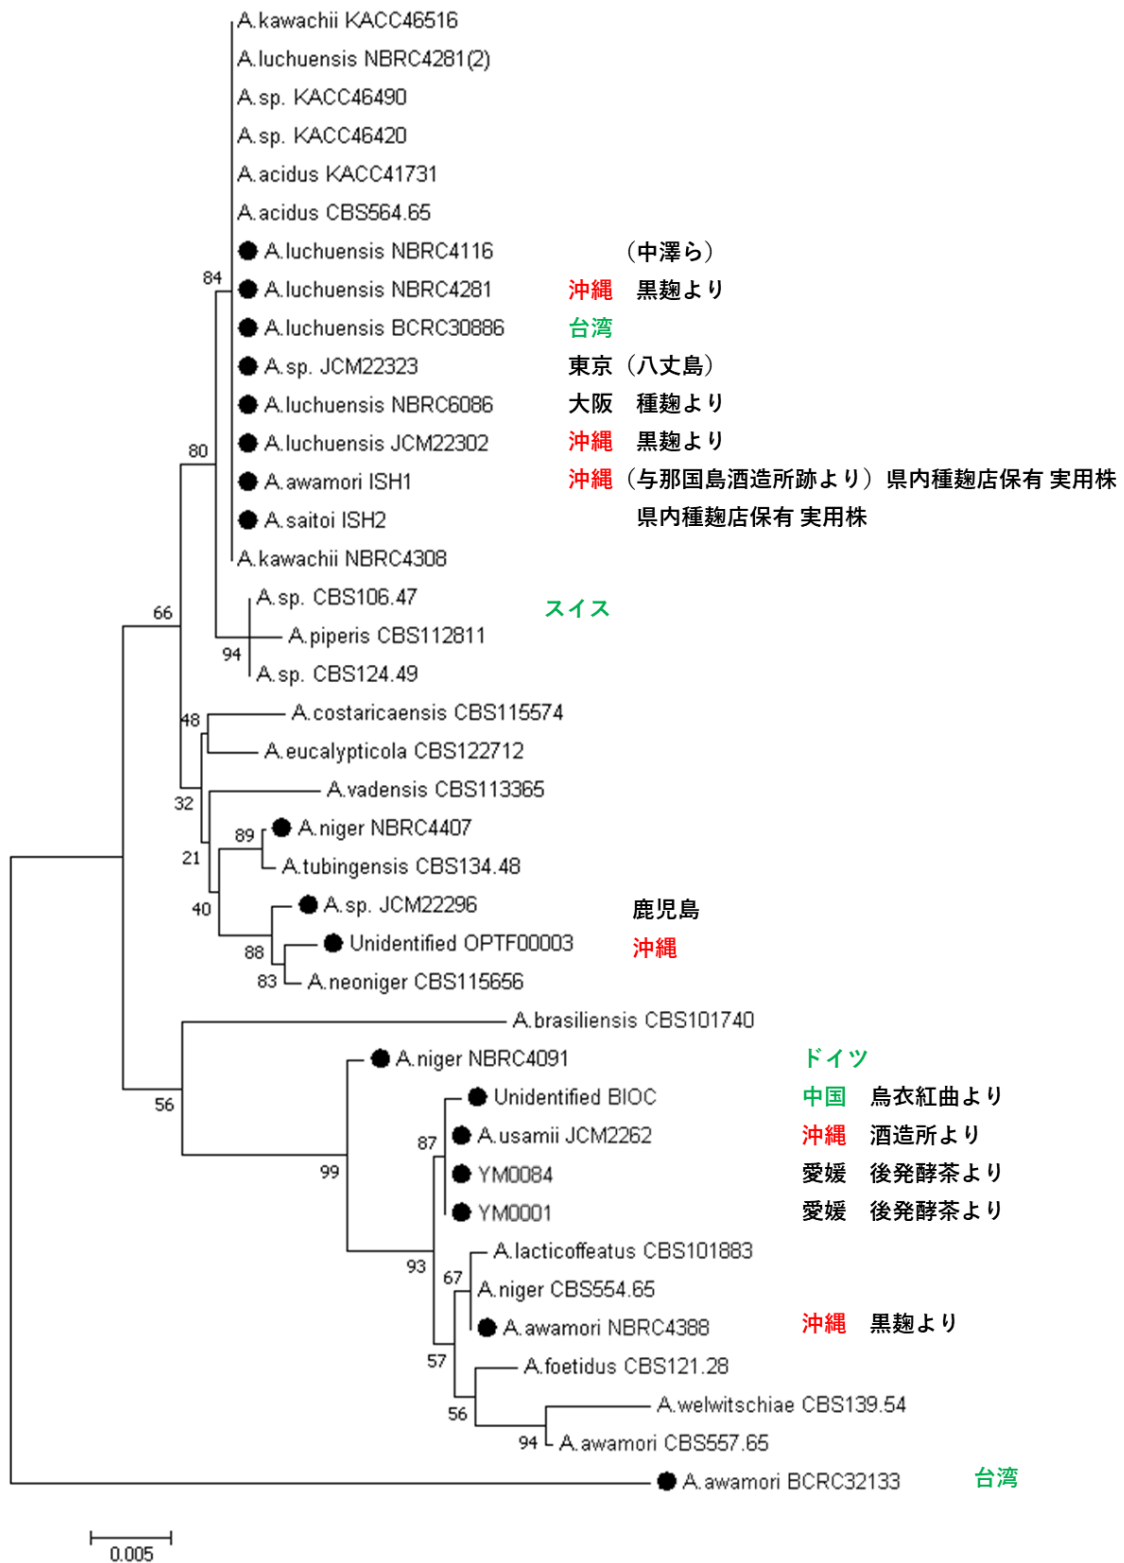 A.kawachii KACC46516
A.luchuensis NBRC4281(2)
A.sp. KACC46490
A.sp. KACC46420
A.acidus KACC41731
A.acidus CBS564.65
A.luchuensis NBRC4116 （中澤ら）
84
A.luchuensis NBRC4281 沖縄 黒麹より
A.luchuensis BCRC30886 台湾
A.sp. JCM22323 東京（八丈島）
A.luchuensis NBRC6086 大阪 種麹より
A.luchuensis JCM22302 沖縄 黒麹より
80
A.awamori ISH1 沖縄（与那国島酒造所跡より）県内種麹店保有 実用株
A.saitoi ISH2 県内種麹店保有 実用株
A.kawachii NBRC4308
A.sp. CBS106.47 スイス
66
A.piperis CBS112811
94
A.sp. CBS124.49
A.costaricaensis CBS115574
48
A.eucalypticola CBS122712
A.vadensis CBS113365
32
A.niger NBRC4407
89
21
A.tubingensis CBS134.48
A.sp. JCM22296 鹿児島
40
Unidentified OPTF00003 沖縄
88
83
A.neoniger CBS115656
A.brasiliensis CBS101740
A.niger NBRC4091 ドイツ
Unidentified BIOC 中国 烏衣紅曲より
56
A.usamii JCM2262 沖縄 酒造所より
87
YM0084 愛媛 後発酵茶より
99
YM0001 愛媛 後発酵茶より
A.lacticoffeatus CBS101883
93
67
A.niger CBS554.65
A.awamori NBRC4388 沖縄 黒麹より
57
A.foetidus CBS121.28
A.welwitschiae CBS139.54
56
94
A.awamori CBS557.65
A.awamori BCRC32133 台湾
0.005